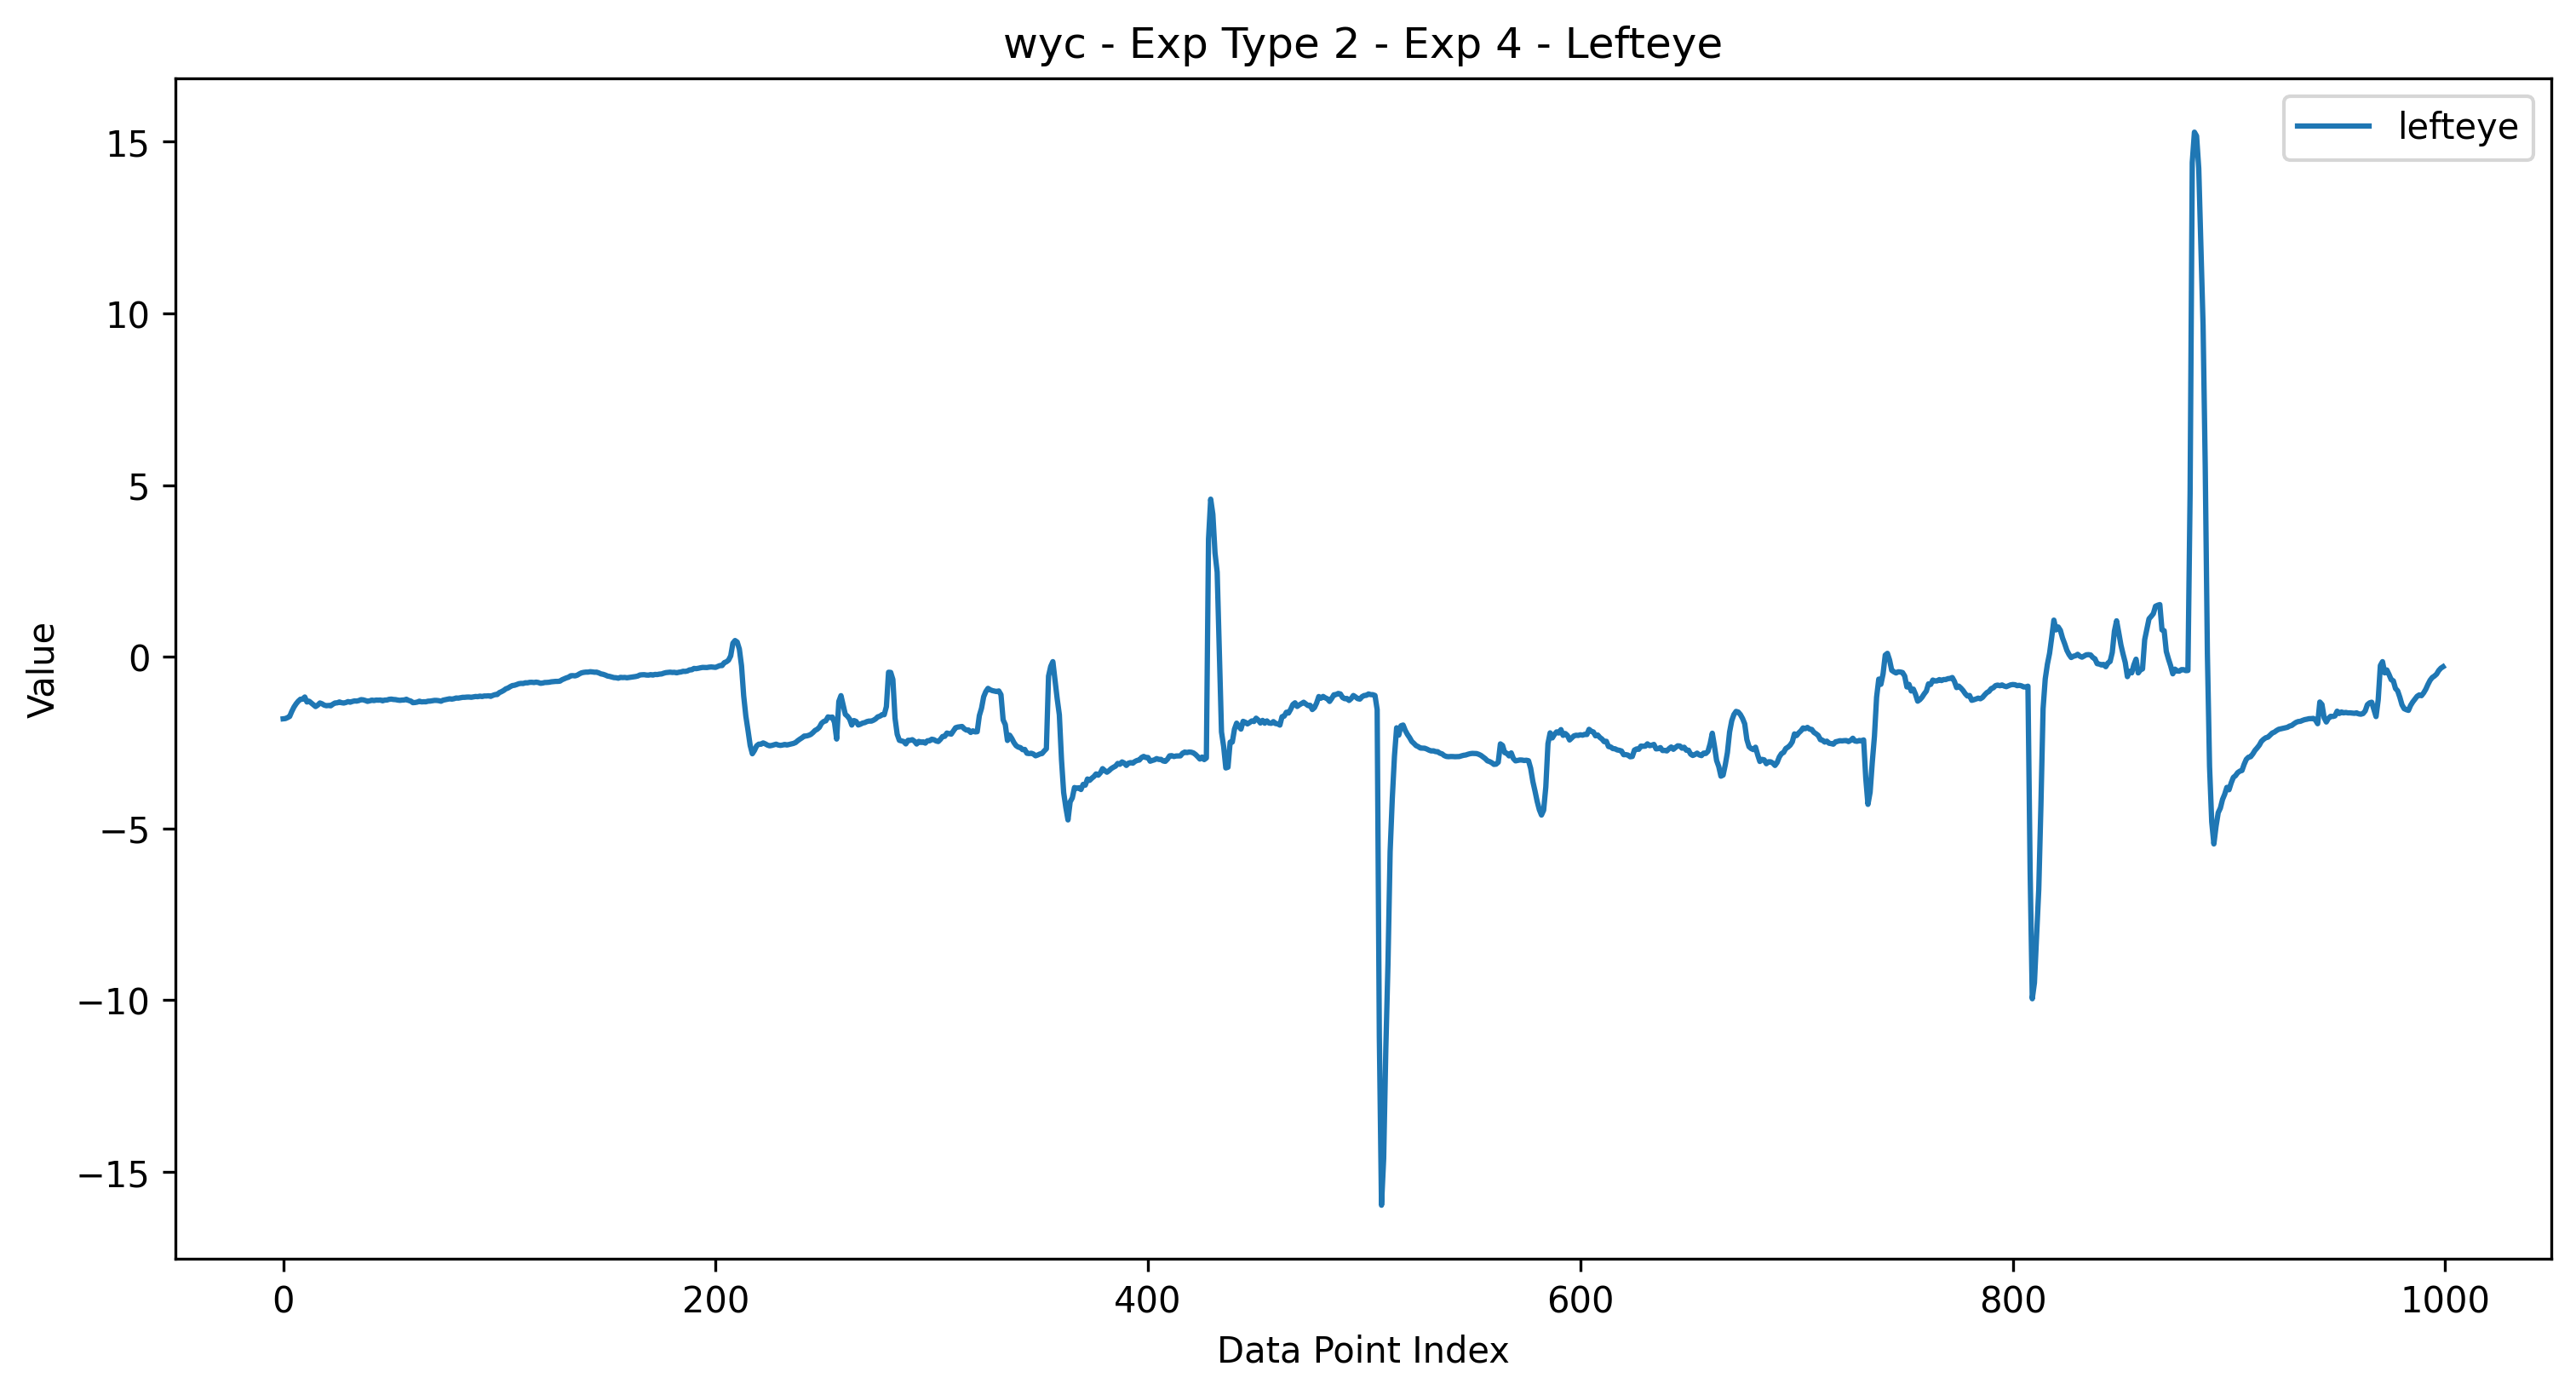 wyc - Exp Type 2 - Exp 4 - Lefteye
lefteye
15
10
5
0
−5
−10
−15
Value
0 200 400 600 800 1000
Data Point Index